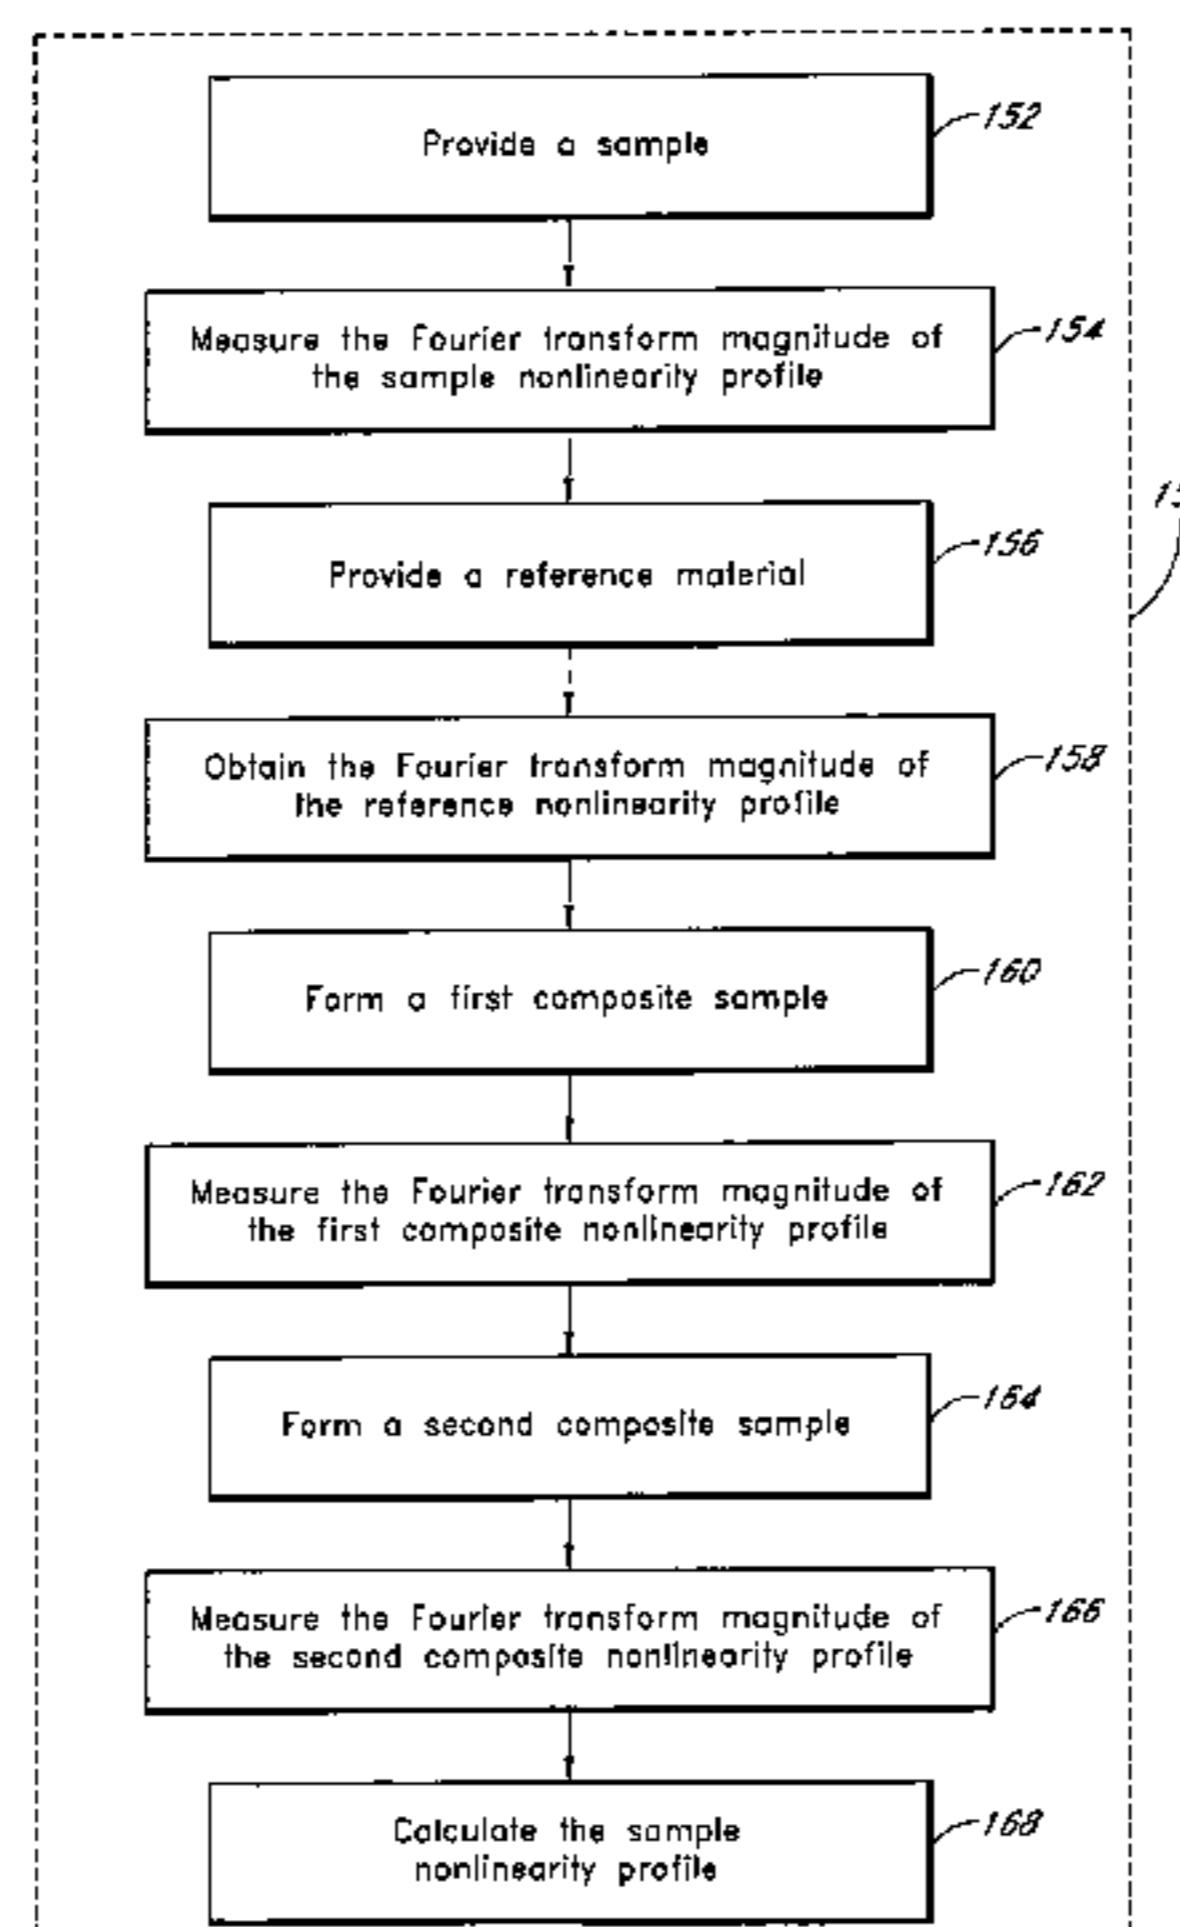 Provide a sample
152
Measure the Fourier transform magnitude of
the sample nonlinearity profile
154
Provide a reference material
156
Obtain the Fourier transform magnitude of
the reference nonlinearity profile
158
Form a first composite sample
160
Measure the Fourier transform magnitude of
the first composite nonlinearity profile
162
Form a second composite sample
164
Measure the Fourier transform magnitude of
the second composite nonlinearity profile
166
Calculate the sample
nonlinearity profile
168